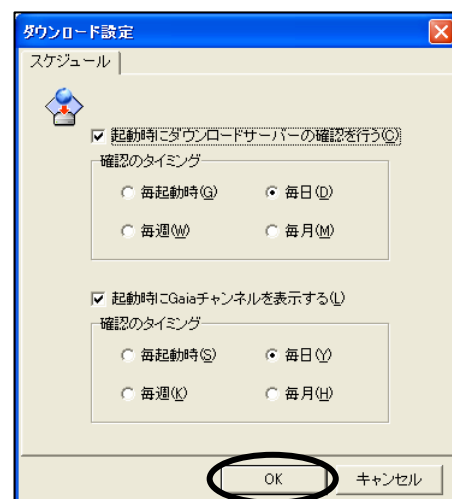 ダウンロード設定
スケジュール
起動時にダウンロードサーバーの確認を行う(C)
確認のタイミング
毎起動時(G) 毎日(D)
毎週(W) 毎月(M)
起動時にGaiaチャンネルを表示する(L)
確認のタイミング
毎起動時(S) 毎日(Y)
毎週(K) 毎月(H)
OK キャンセル